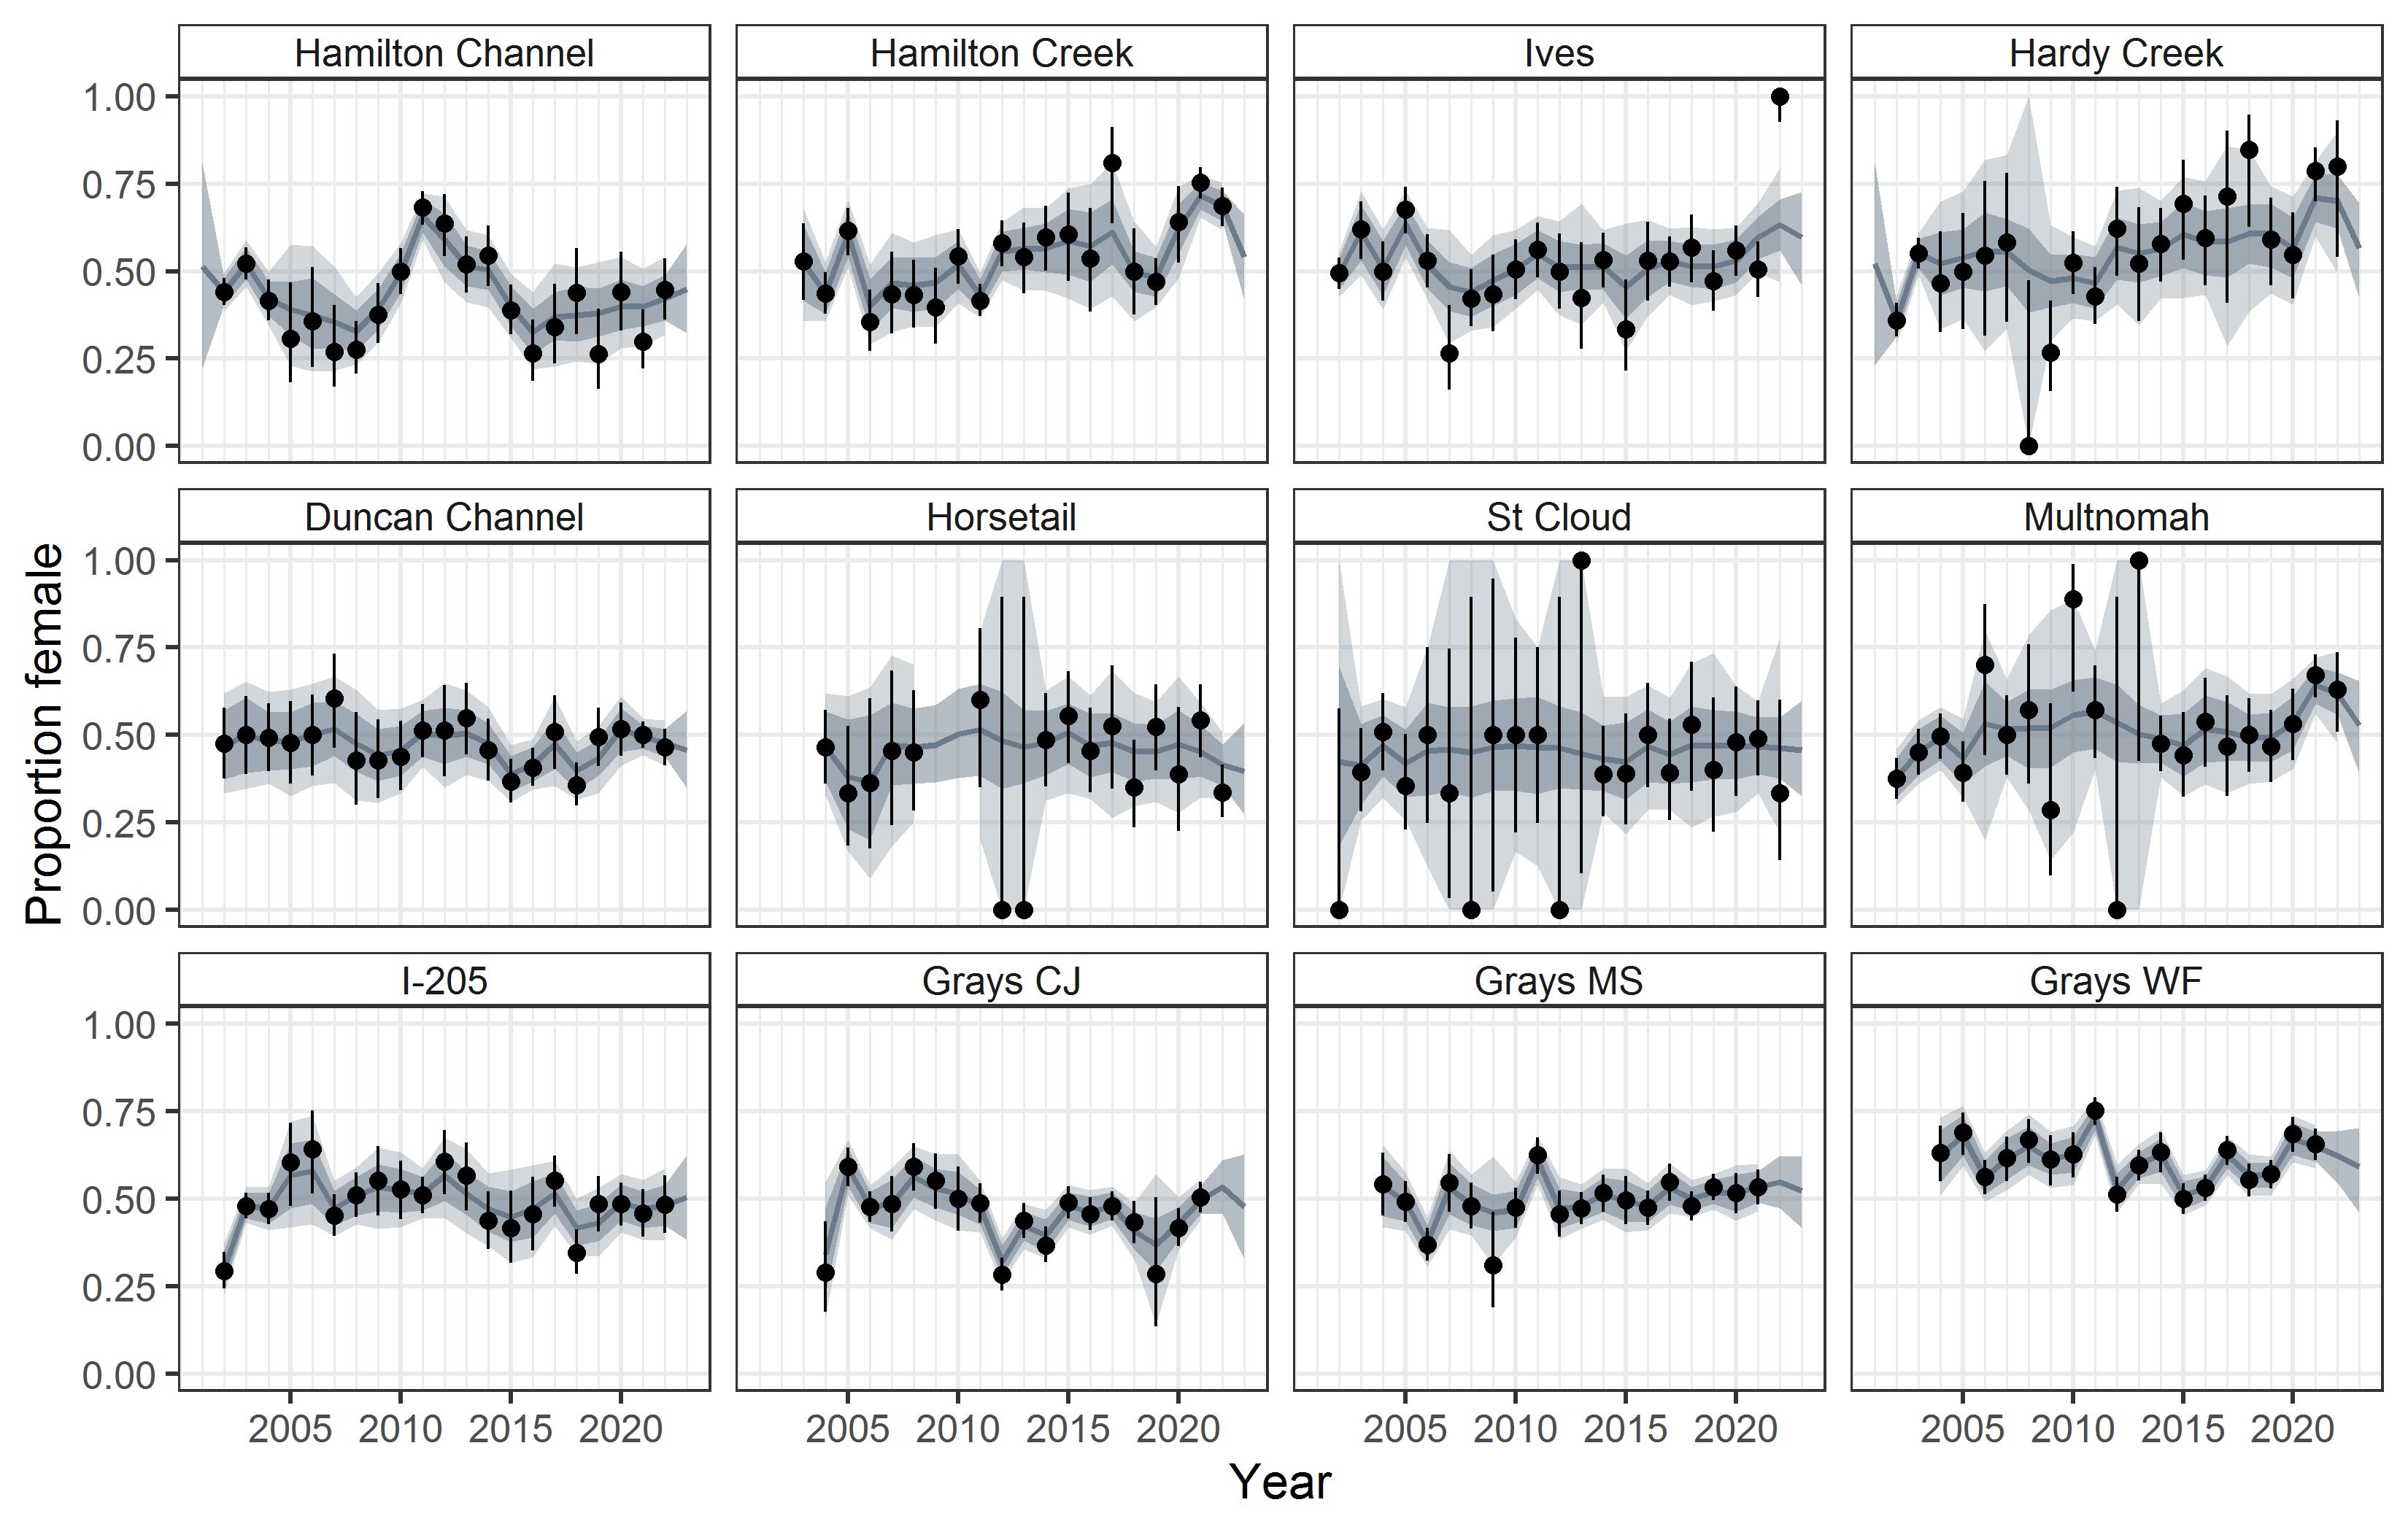 Hamilton Channel Hamilton Creek Ives Hardy Creek
1.00
0.75
0.50
0.25
0.00
Duncan Channel Horsetail St Cloud Multnomah
1.00
0.75
0.50
0.25
0.00
Proportion female
I-205 Grays CJ Grays MS Grays WF
1.00
0.75
0.50
0.25
0.00
2005 2010 2015 2020 2005 2010 2015 2020 2005 2010 2015 2020 2005 2010 2015 2020
Year